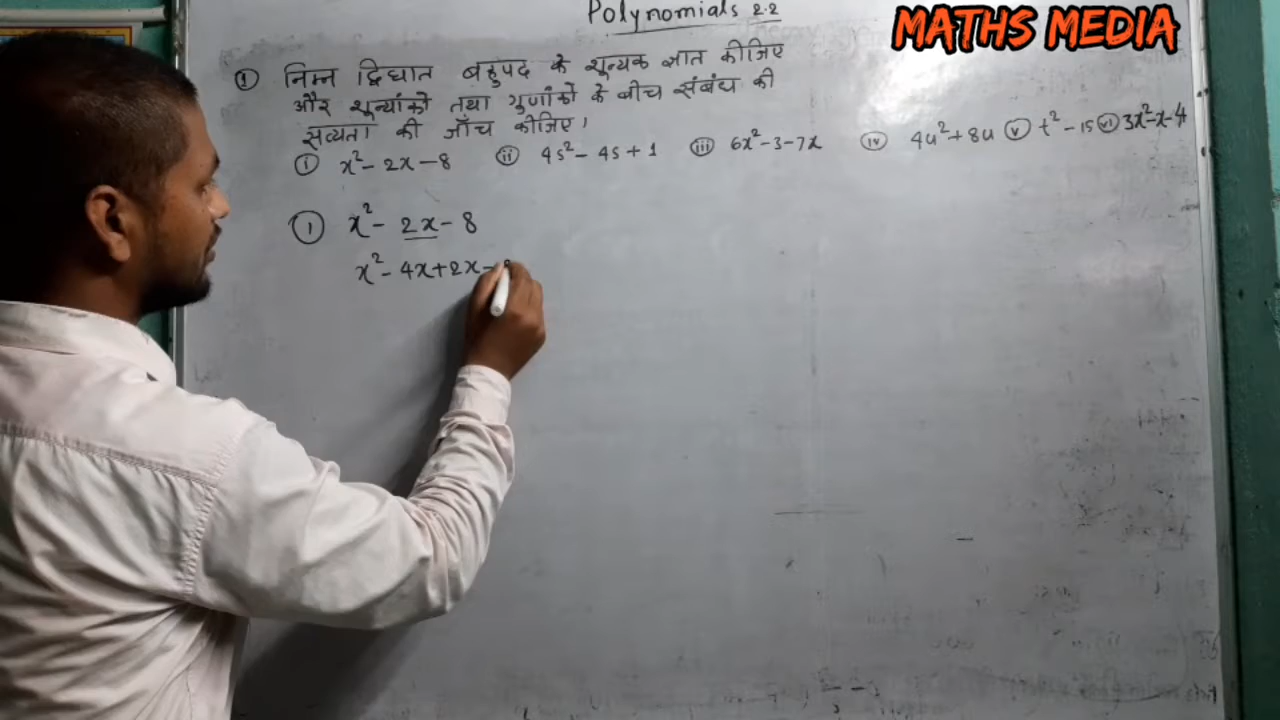 Polynomials 2.2
MATHS MEDIA
① निम्न द्विघात बहुपद के शून्यक ज्ञात कीजिए
और शून्यांको तथा गुणांको के बीच संबंध की
सत्यता की जाँच कीजिए।
ⓘ x² - 2x - 8 ⓘⓘ 4s² - 4s + 1 ⓘⓘⓘ 6x² - 3 - 7x ⓘⓥ 4u² + 8u ⓥ t² - 15 ⓥⓘ 3x² - x - 4
① x² - 2x - 8
x² - 4x + 2x - 8